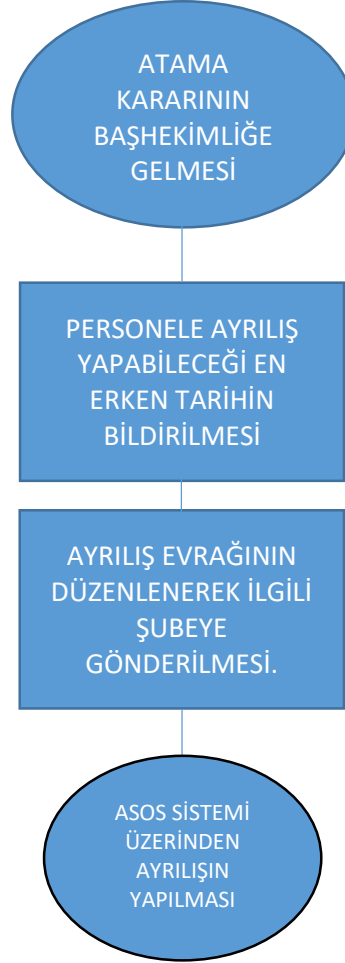 ATAMA
KARARININ
BAŞHEKİMLİĞE
GELMESİ
PERSONELE AYRILIŞ
YAPABİLECEĞİ EN
ERKEN TARİHİN
BİLDİRİLMESİ
AYRILIŞ EVRAĞININ
DÜZENLENEREK İLGİLİ
ŞUBEYE
GÖNDERİLMESİ.
ASOS SİSTEMİ
ÜZERİNDEN
AYRILIŞIN
YAPILMASI